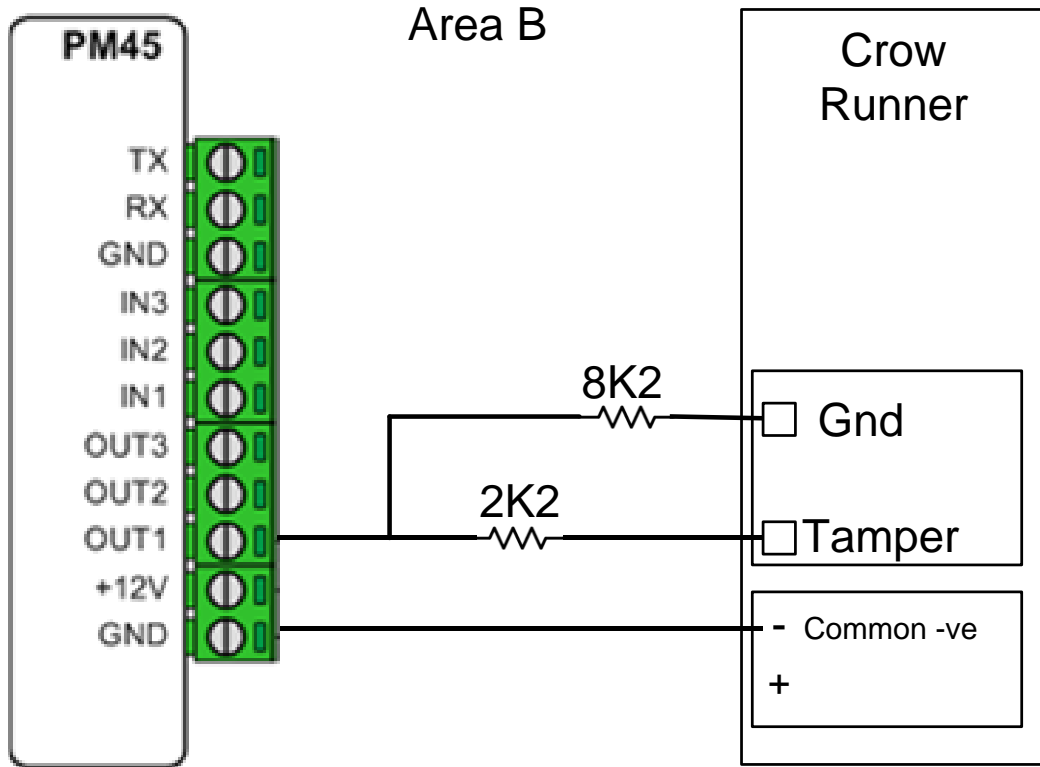 Area B
PM45
TX
RX
GND
IN3
IN2
IN1
OUT3
OUT2
OUT1
+12V
GND
8K2
2K2
Crow
Runner
Gnd
Tamper
- Common -ve
+